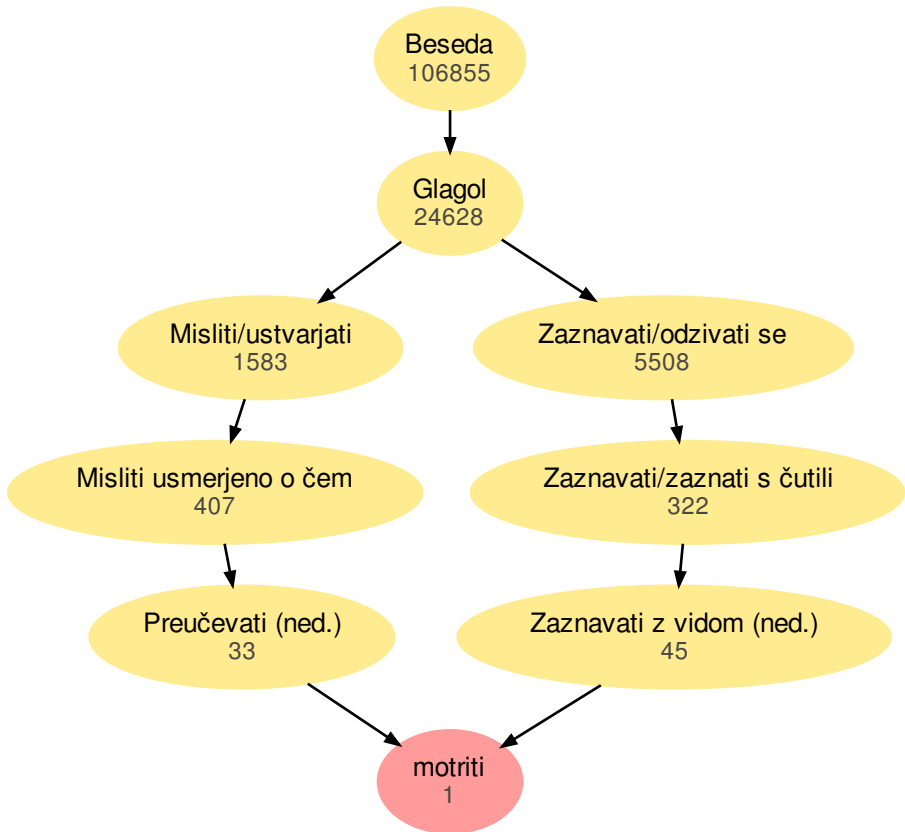 Beseda
106855
Glagol
24628
Misliti/ustvarjati
1583
Zaznavati/odzivati se
5508
Misliti usmerjeno o čem
407
Zaznavati/zaznati s čutili
322
Preučevati (ned.)
33
Zaznavati z vidom (ned.)
45
motriti
1